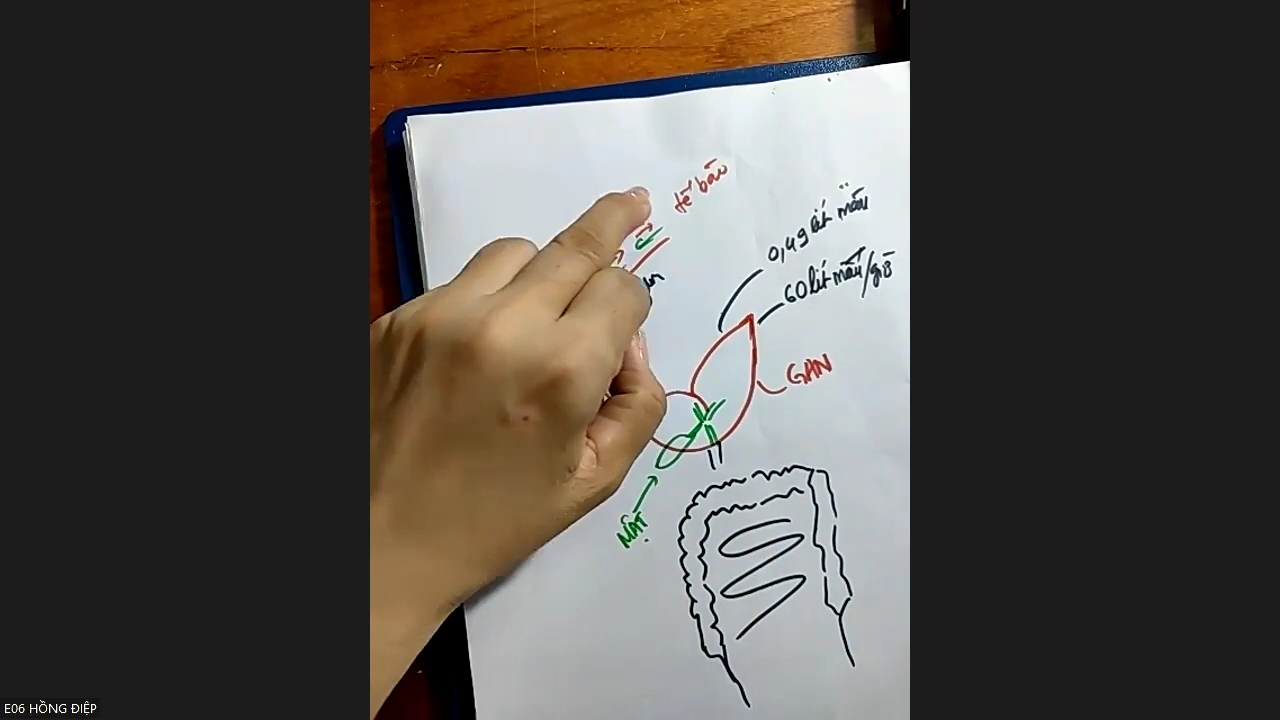 tế bào
0,49 lít máu
60 lít máu/giờ
GAN
MẬT
E06 HỒNG ĐIỆP